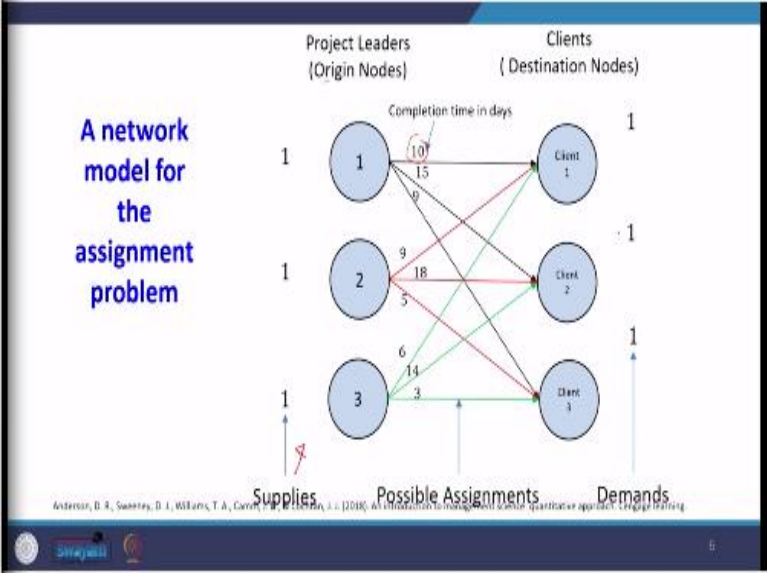 Project Leaders
(Origin Nodes)
Clients
( Destination Nodes)
A network
model for
the
assignment
problem
Completion time in days
1
1
10
15
9
Client
1
1
1
2
9
18
5
Client
2
1
1
3
6
14
3
Client
3
1
Supplies
Possible Assignments
Demands
Anderson, D. R., Sweeney, D. J., Williams, T. A., J. J. (2018). An introduction to management science: quantitative approach. Cengage learning.
swayam
6